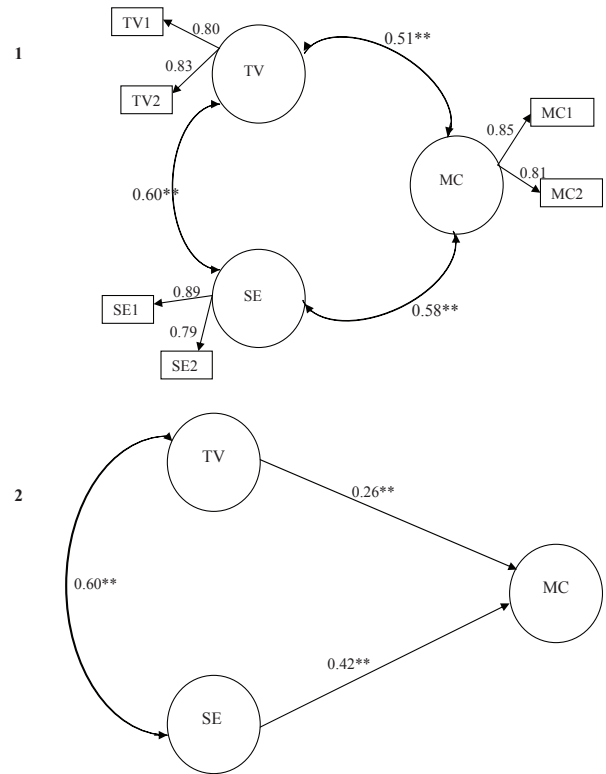 1
TV1
0.80
TV2
0.83
TV
0.51**
MC
0.85
MC1
0.81
MC2
0.60**
SE
0.58**
0.89
SE1
0.79
SE2
2
TV
0.26**
0.60**
MC
0.42**
SE